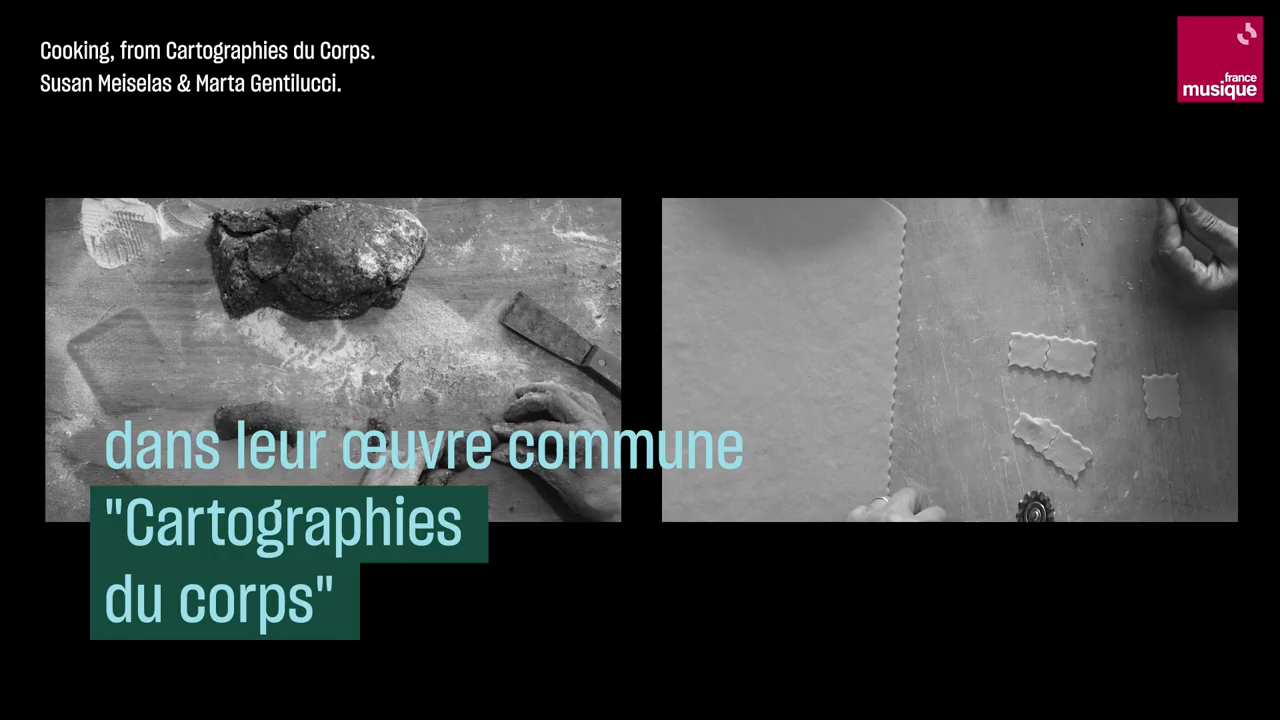 Cooking, from Cartographies du Corps.
Susan Meiselas & Marta Gentilucci.
france
musique
dans leur œuvre commune
"Cartographies
du corps"